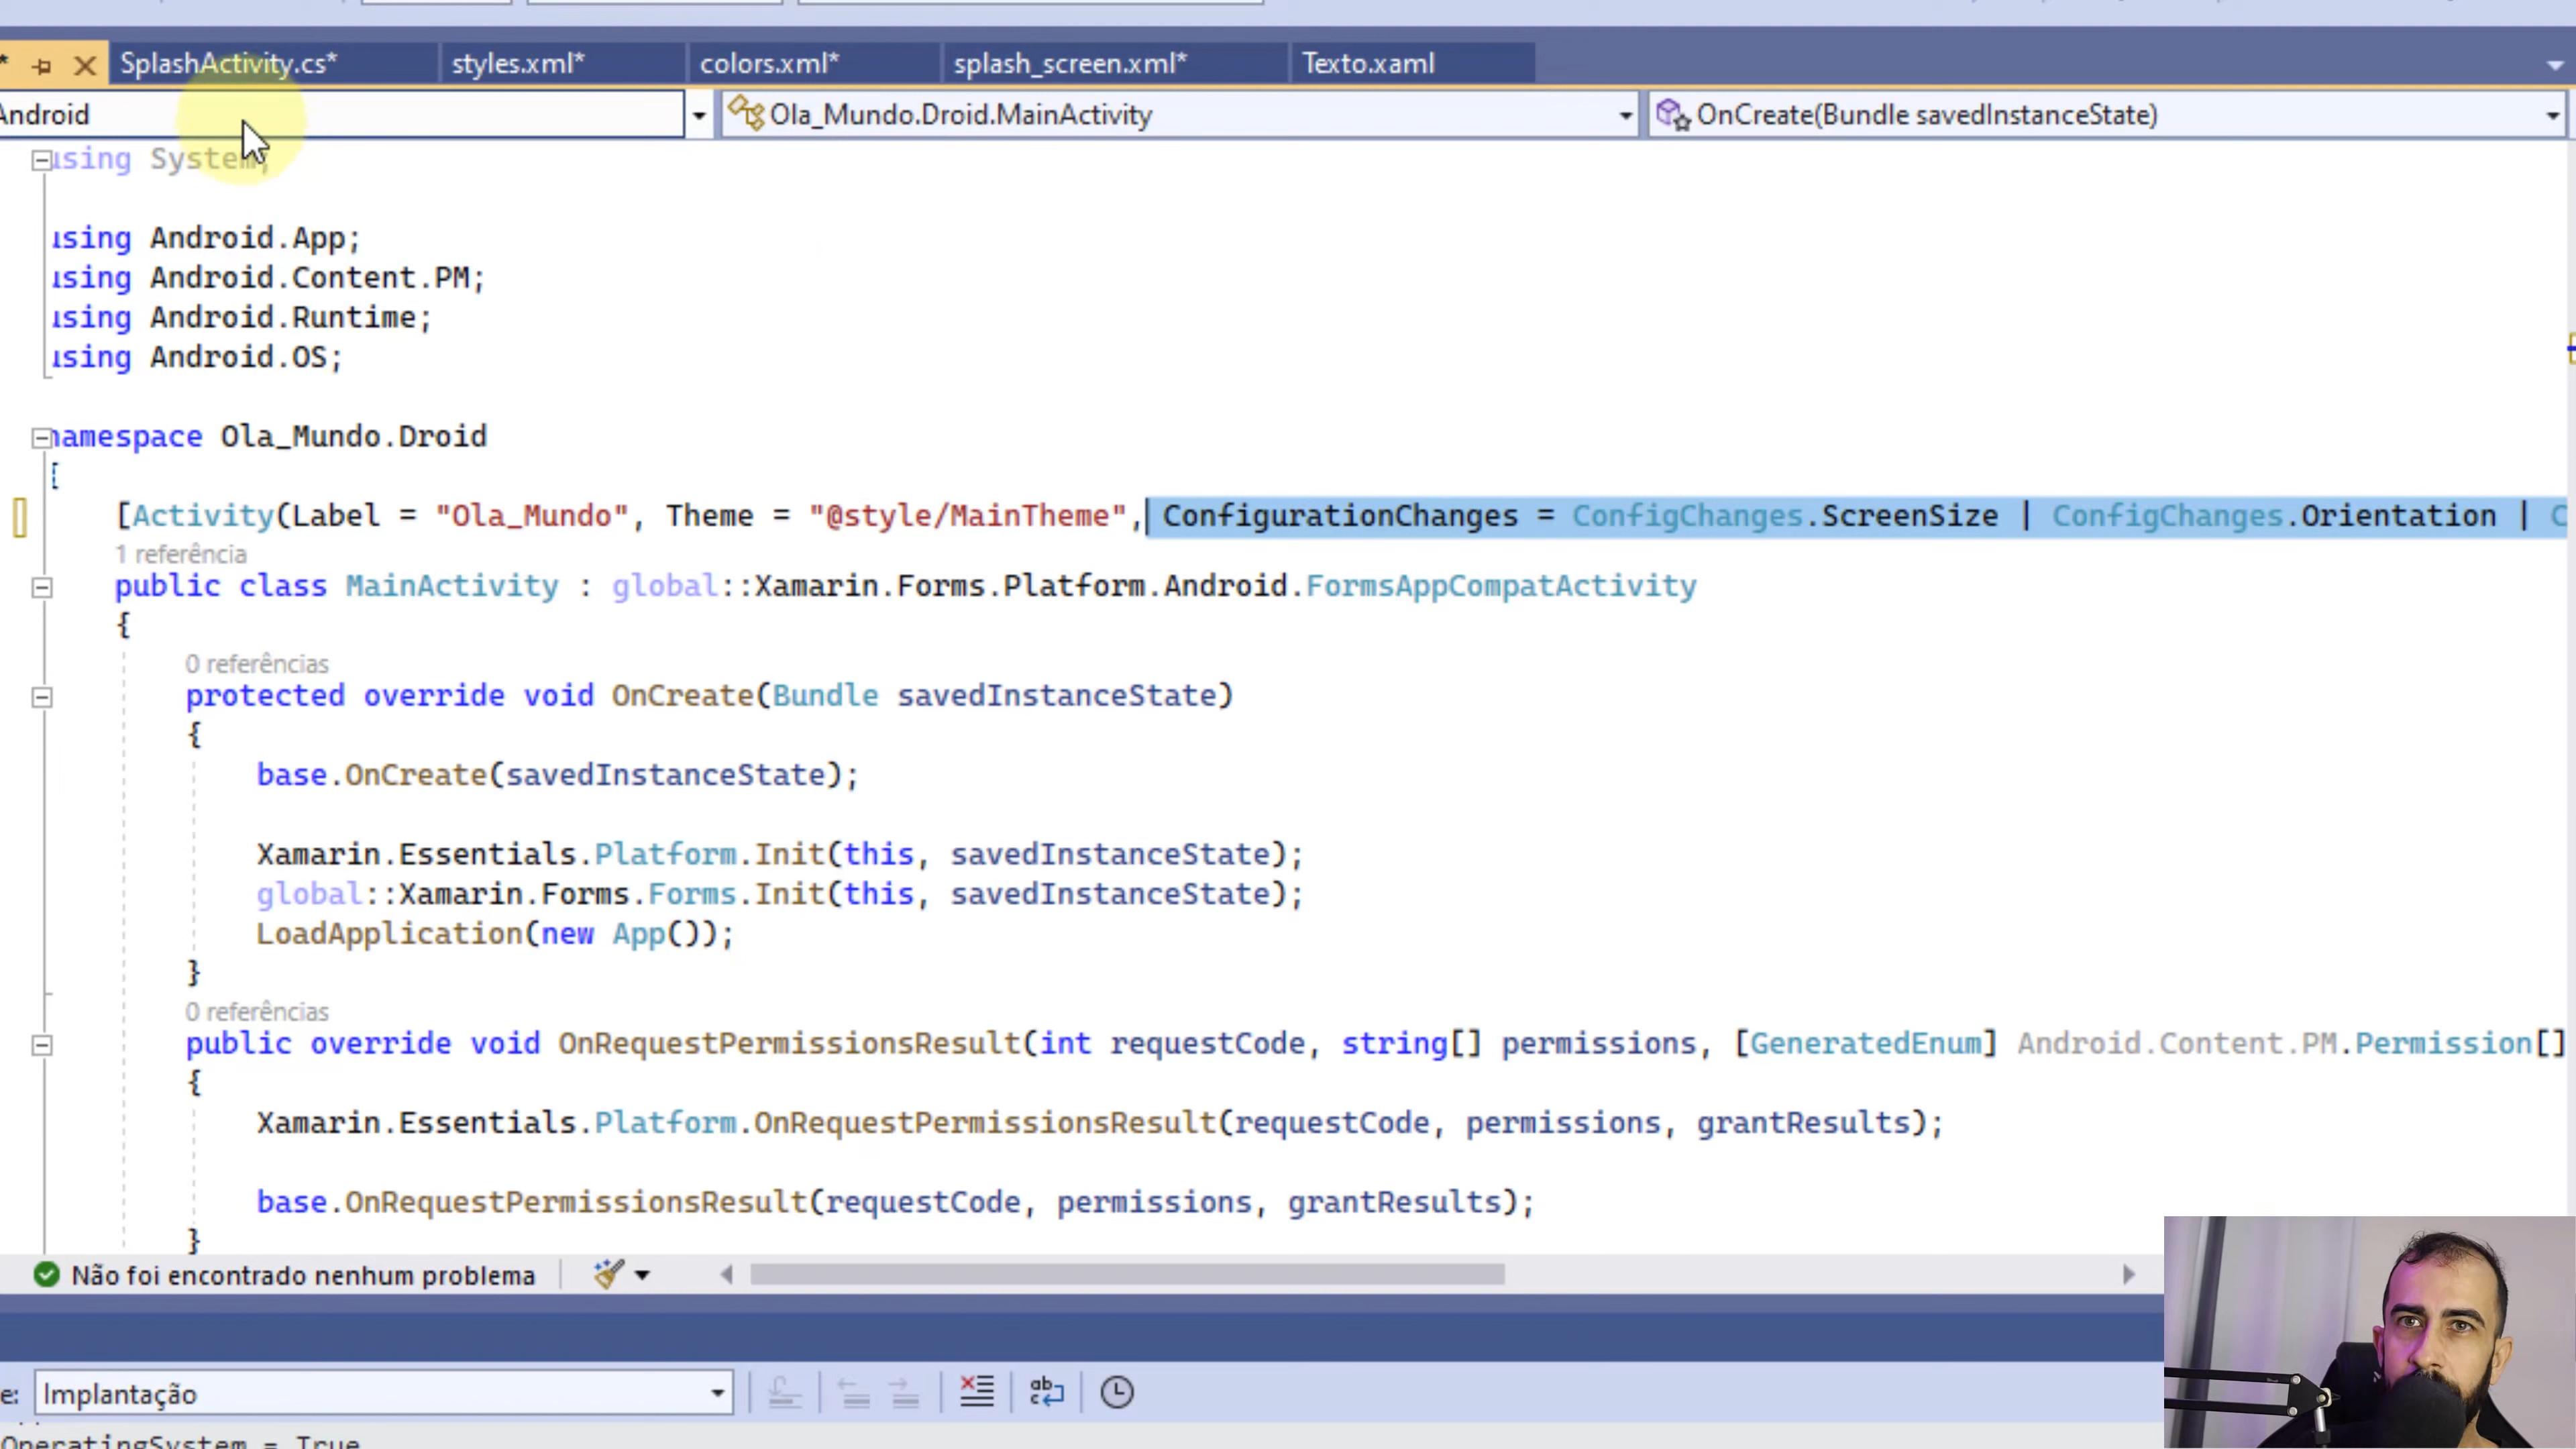 SplashActivity.cs*
styles.xml*
colors.xml*
splash_screen.xml*
Texto.xaml
Android
Ola_Mundo.Droid.MainActivity
OnCreate(Bundle savedInstanceState)
using System;
using Android.App;
using Android.Content.PM;
using Android.Runtime;
using Android.OS;
namespace Ola_Mundo.Droid
{
[Activity(Label = "Ola_Mundo", Theme = "@style/MainTheme", ConfigurationChanges = ConfigChanges.ScreenSize | ConfigChanges.Orientation | C
1 referência
public class MainActivity : global::Xamarin.Forms.Platform.Android.FormsAppCompatActivity
{
0 referências
protected override void OnCreate(Bundle savedInstanceState)
{
base.OnCreate(savedInstanceState);
Xamarin.Essentials.Platform.Init(this, savedInstanceState);
global::Xamarin.Forms.Forms.Init(this, savedInstanceState);
LoadApplication(new App());
}
0 referências
public override void OnRequestPermissionsResult(int requestCode, string[] permissions, [GeneratedEnum] Android.Content.PM.Permission[]
{
Xamarin.Essentials.Platform.OnRequestPermissionsResult(requestCode, permissions, grantResults);
base.OnRequestPermissionsResult(requestCode, permissions, grantResults);
}
Não foi encontrado nenhum problema
e: Implantação
OperatingSystem = True